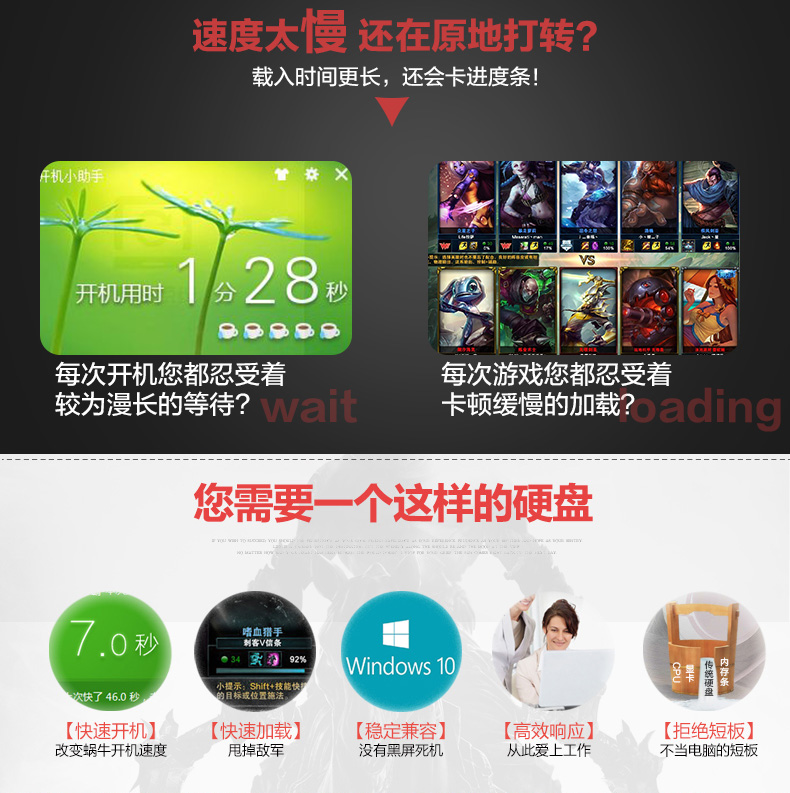 速度太慢 还在原地打转?
载入时间更长，还会卡进度条!
开机小助手
开机用时 1 分 28 秒
VS
每次开机您都忍受着
较为漫长的等待?
wait
每次游戏您都忍受着
卡顿缓慢的加载?
loading
您需要一个这样的硬盘
7.0 秒
次快了 46.0 秒
嗜血猎手
刺客V信条
34
92%
小提示: Shift+技能快捷
的目标或位置施法。
Windows 10
CPU
显卡
传统硬盘
内存条
【快速开机】
改变蜗牛开机速度
【快速加载】
甩掉敌军
【稳定兼容】
没有黑屏死机
【高效响应】
从此爱上工作
【拒绝短板】
不当电脑的短板